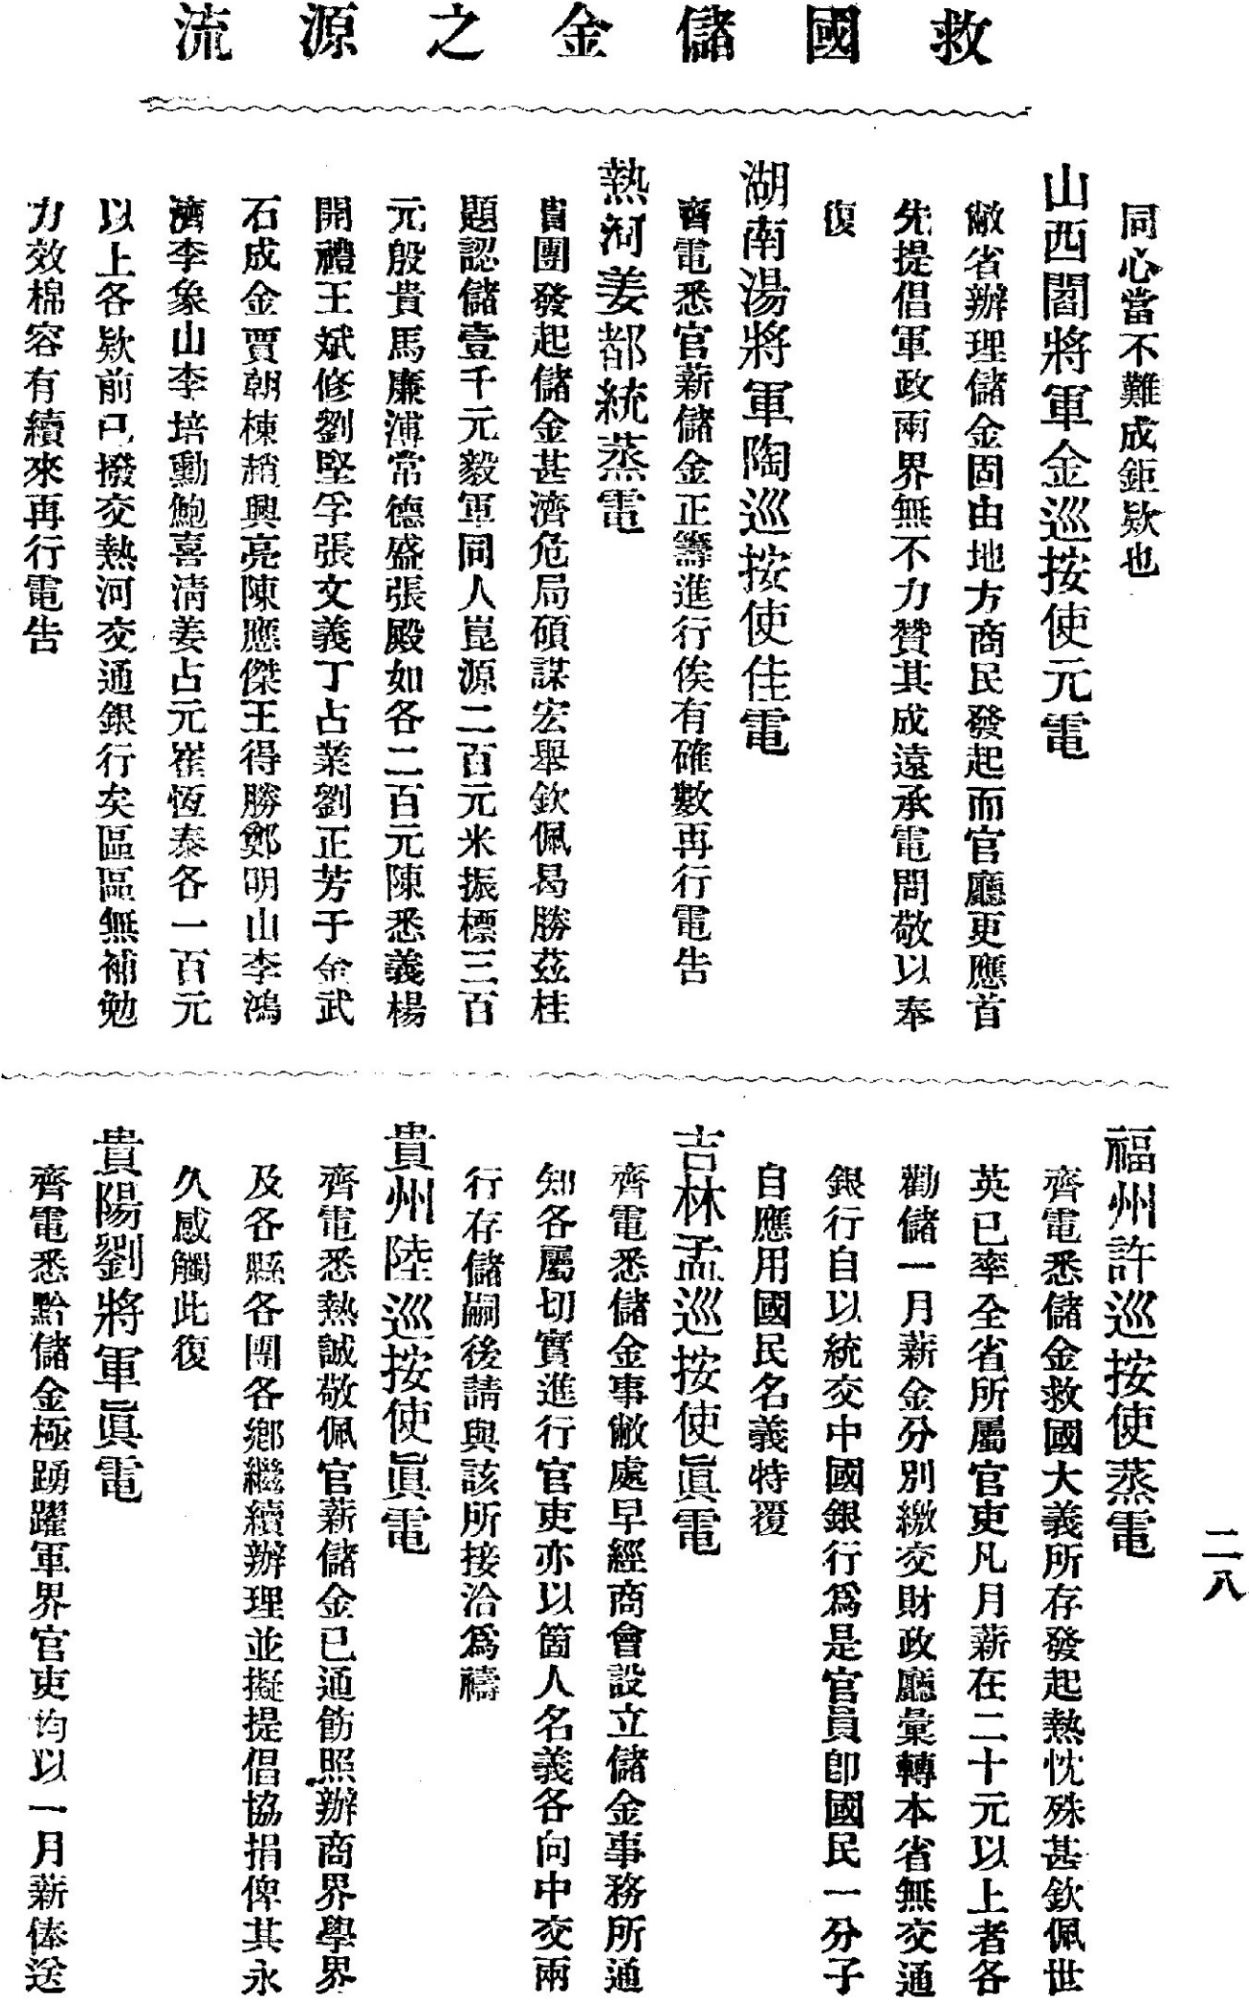 救國儲金之源流
同心當不難成鉅欵也
山西閻將軍金巡按使元電
敝省辦理儲金固由地方商民發起而官廳更應首
先提倡軍政兩界無不力贊其成遠承電問敬以奉
復
湖南湯將軍陶巡按使佳電
齊電悉官薪儲金正籌進行俟有確數再行電告
熱河姜都統蒸電
貴團發起儲金甚濟危局碩謀宏舉欽佩曷勝茲桂
題認儲壹千元毅軍同人崑源二百元米振標三百
元殷貴馬廉溥常德盛張殿如各二百元陳悉義楊
開禮王斌修劉堅孚張文義丁占業劉正芳于金武
石成金賈朝棟趙興亮陳應傑王得勝鄭明山李鴻
濤李象山李培勳鮑喜清姜占元崔恆泰各一百元
以上各欵前已撥交熱河交通銀行矣區區無補勉
力效棉容有續來再行電告
福州許巡按使蒸電
齊電悉儲金救國大義所存發起熱忱殊甚欽佩世
英已率全省所屬官吏凡月薪在二十元以上者各
勸儲一月薪金分別繳交財政廳彙轉本省無交通
銀行自以統交中國銀行爲是官員卽國民一分子
自應用國民名義特覆
吉林孟巡按使眞電
齊電悉儲金事敝處早經商會設立儲金事務所通
知各屬切實進行官吏亦以箇人名義各向中交兩
行存儲嗣後請與該所接洽爲禱
貴州陸巡按使眞電
齊電悉熱誠敬佩官薪儲金已通飭照辦商界學界
及各縣各團各鄉繼續辦理並擬提倡協捐俾其永
久感觸此復
貴陽劉將軍眞電
齊電悉黔儲金極踴躍軍界官吏均以一月薪俸送
二八